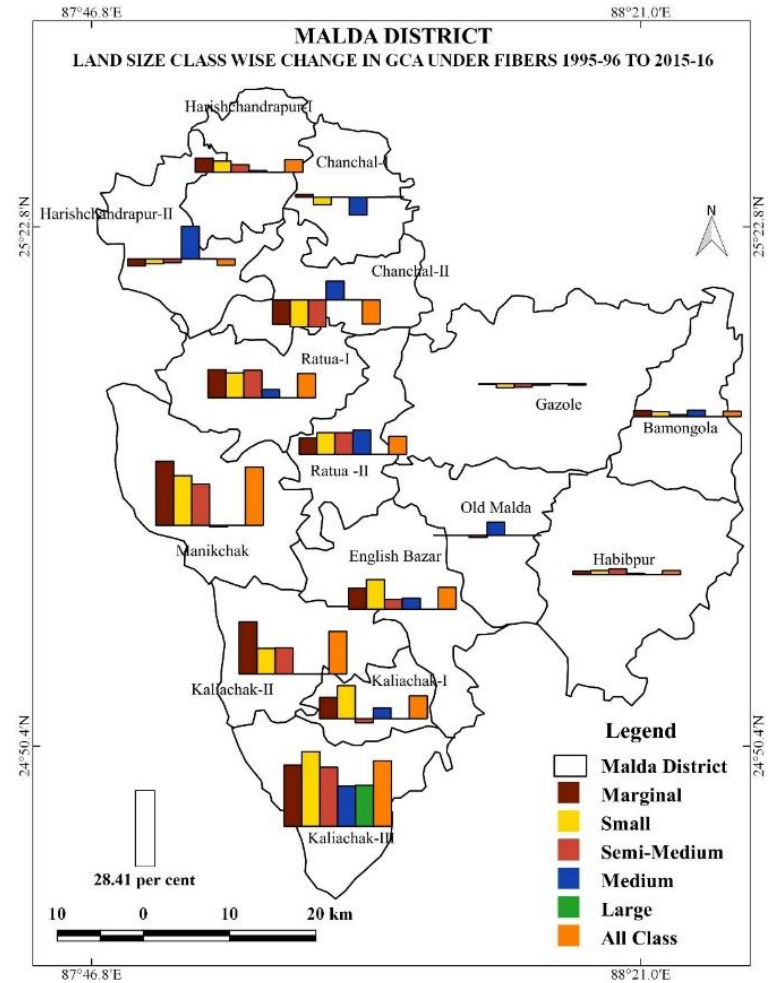 87°46.8'E 88°21.0'E
MALDA DISTRICT
LAND SIZE CLASS WISE CHANGE IN GCA UNDER FIBERS 1995-96 TO 2015-16
Harishchandrapur-I
Chanchal-I
Harishchandrapur-II
25°22.8'N
N
25°22.8'N
Chanchal-II
Ratua-I
Gazole
Bamongola
Ratua -II
Old Malda
Manikchak
English Bazar
Habibpur
Kaliachak-II
Kaliachak-I
24°50.4'N
24°50.4'N
Legend
Malda District
Marginal
Small
Semi-Medium
Medium
Large
All Class
Kaliachak-III
28.41 per cent
10 0 10 20 km
87°46.8'E 88°21.0'E